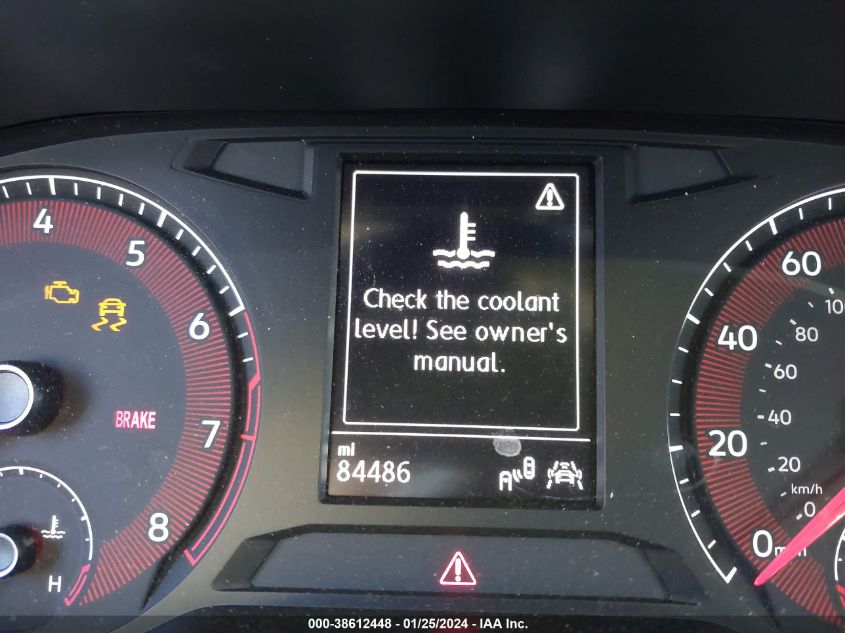 4
5
6
7
8
BRAKE
H
Check the coolant
level! See owner's
manual.
mi
84486
A
60
40
20
0
100
80
60
40
20
km/h
0
000-38612448 - 01/25/2024 - IAA Inc.